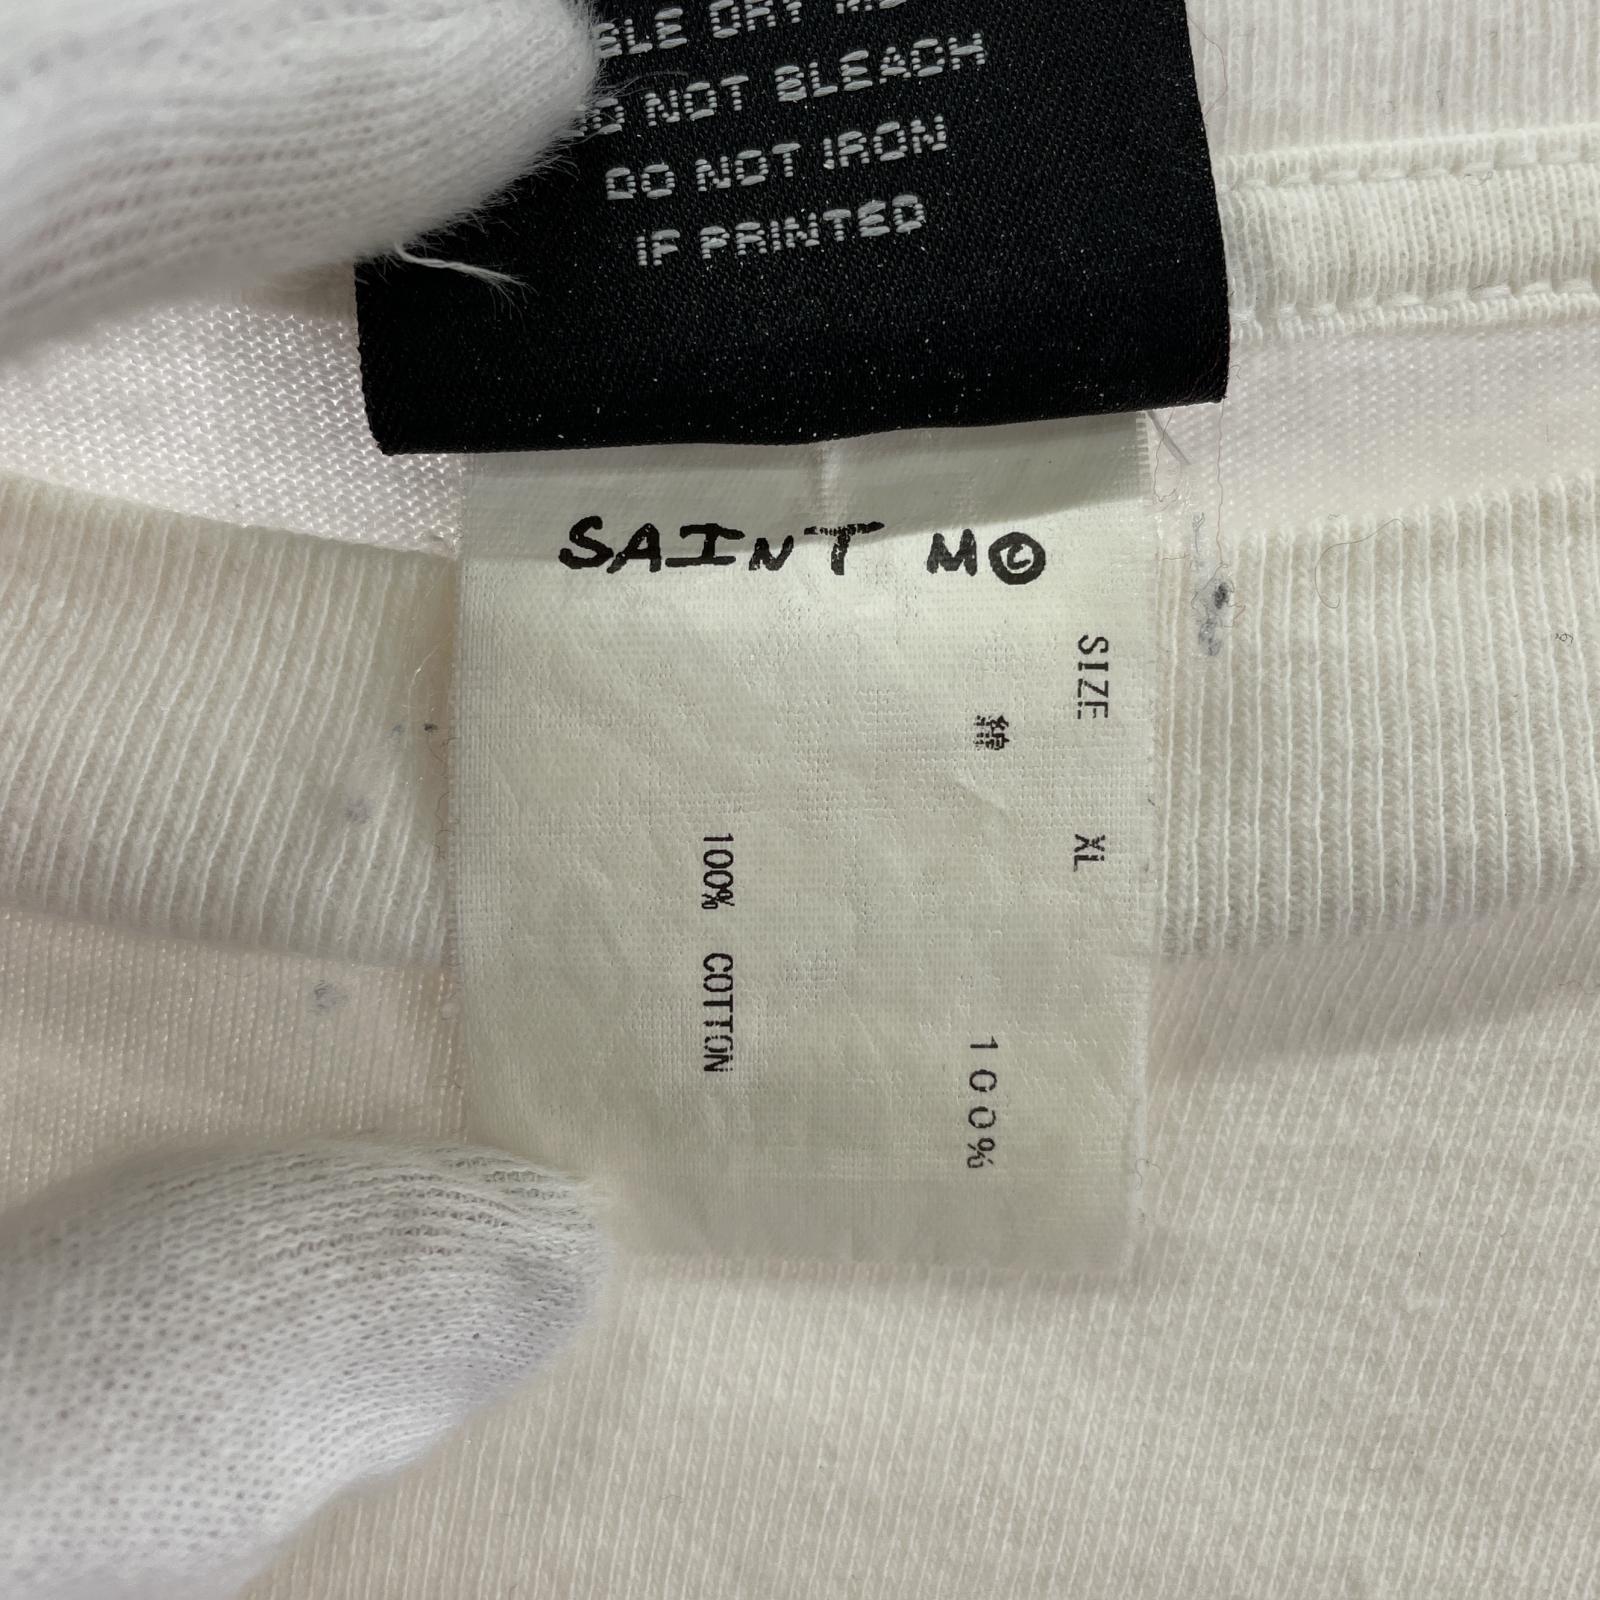 DO NOT BLEACH
DO NOT IRON
IF PRINTED
SAINT M©
SIZE XL
綿 100%
100% COTTON